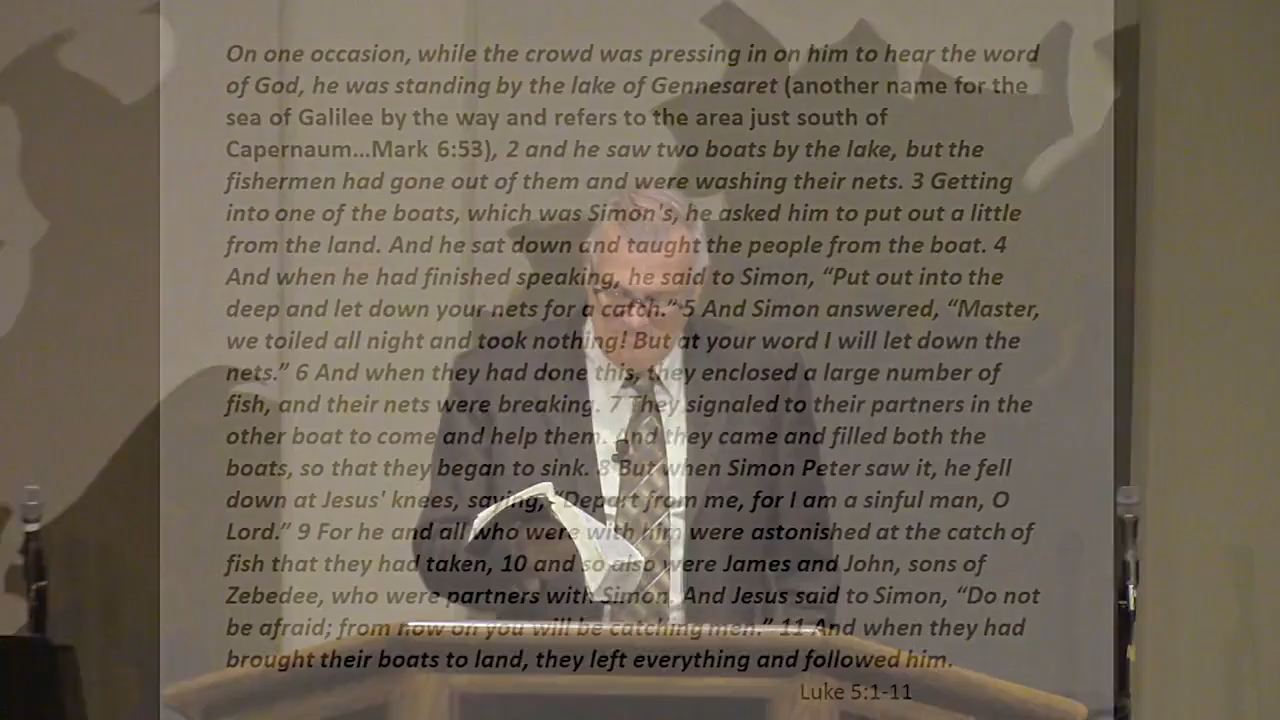 On one occasion, while the crowd was pressing in on him to hear the word
of God, he was standing by the lake of Gennesaret (another name for the
sea of Galilee by the way and refers to the area just south of
Capernaum...Mark 6:53), 2 and he saw two boats by the lake, but the
fishermen had gone out of them and were washing their nets. 3 Getting
into one of the boats, which was Simon's, he asked him to put out a little
from the land. And he sat down and taught the people from the boat. 4
And when he had finished speaking, he said to Simon, “Put out into the
deep and let down your nets for a catch.” 5 And Simon answered, “Master,
we toiled all night and took nothing! But at your word I will let down the
nets.” 6 And when they had done this, they enclosed a large number of
fish, and their nets were breaking. 7 They signaled to their partners in the
other boat to come and help them. And they came and filled both the
boats, so that they began to sink. 8 But when Simon Peter saw it, he fell
down at Jesus' knees, saying, “Depart from me, for I am a sinful man, O
Lord.” 9 For he and all who were with him were astonished at the catch of
fish that they had taken, 10 and so also were James and John, sons of
Zebedee, who were partners with Simon. And Jesus said to Simon, “Do not
be afraid; from now on you will be catching men.” 11 And when they had
brought their boats to land, they left everything and followed him.
Luke 5:1-11